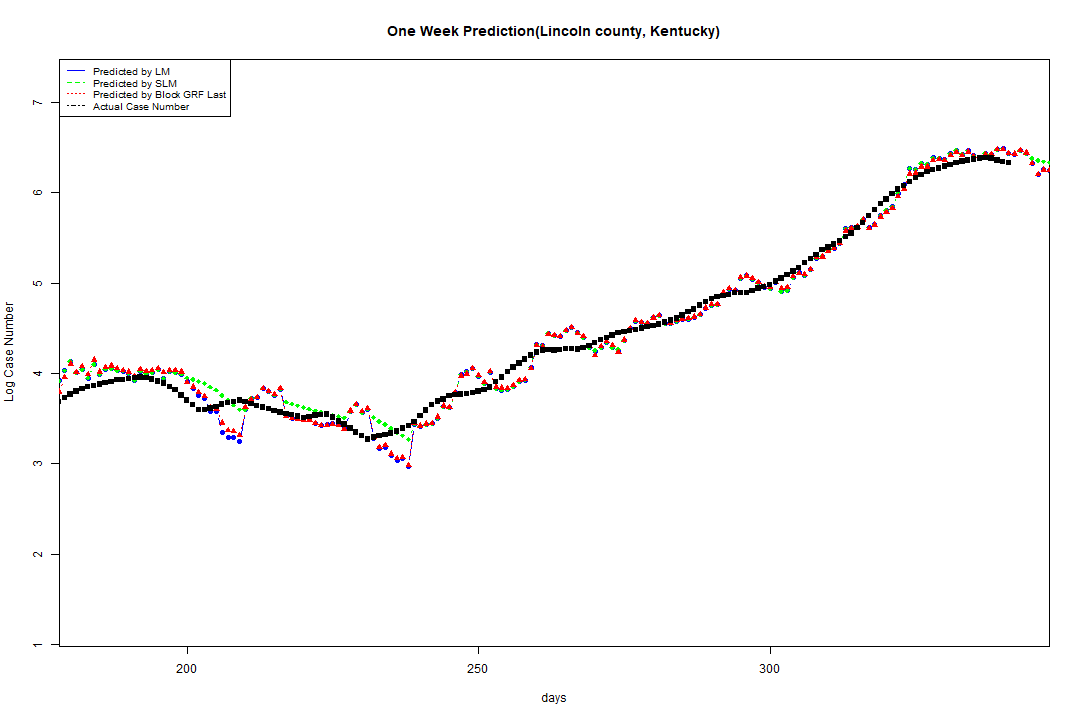 One Week Prediction(Lincoln county, Kentucky)
Predicted by LM
Predicted by SLM
Predicted by Block GRF Last
Actual Case Number
7
6
5
4
3
2
1
Log Case Number
200
250
300
days